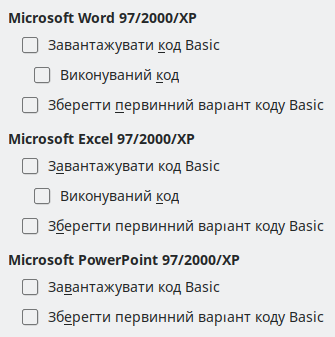 Microsoft Word 97/2000/XP
Завантажувати код Basic
Виконуваний код
Зберегти первинний варіант коду Basic
Microsoft Excel 97/2000/XP
Завантажувати код Basic
Виконуваний код
Зберегти первинний варіант коду Basic
Microsoft PowerPoint 97/2000/XP
Завантажувати код Basic
Зберегти первинний варіант коду Basic